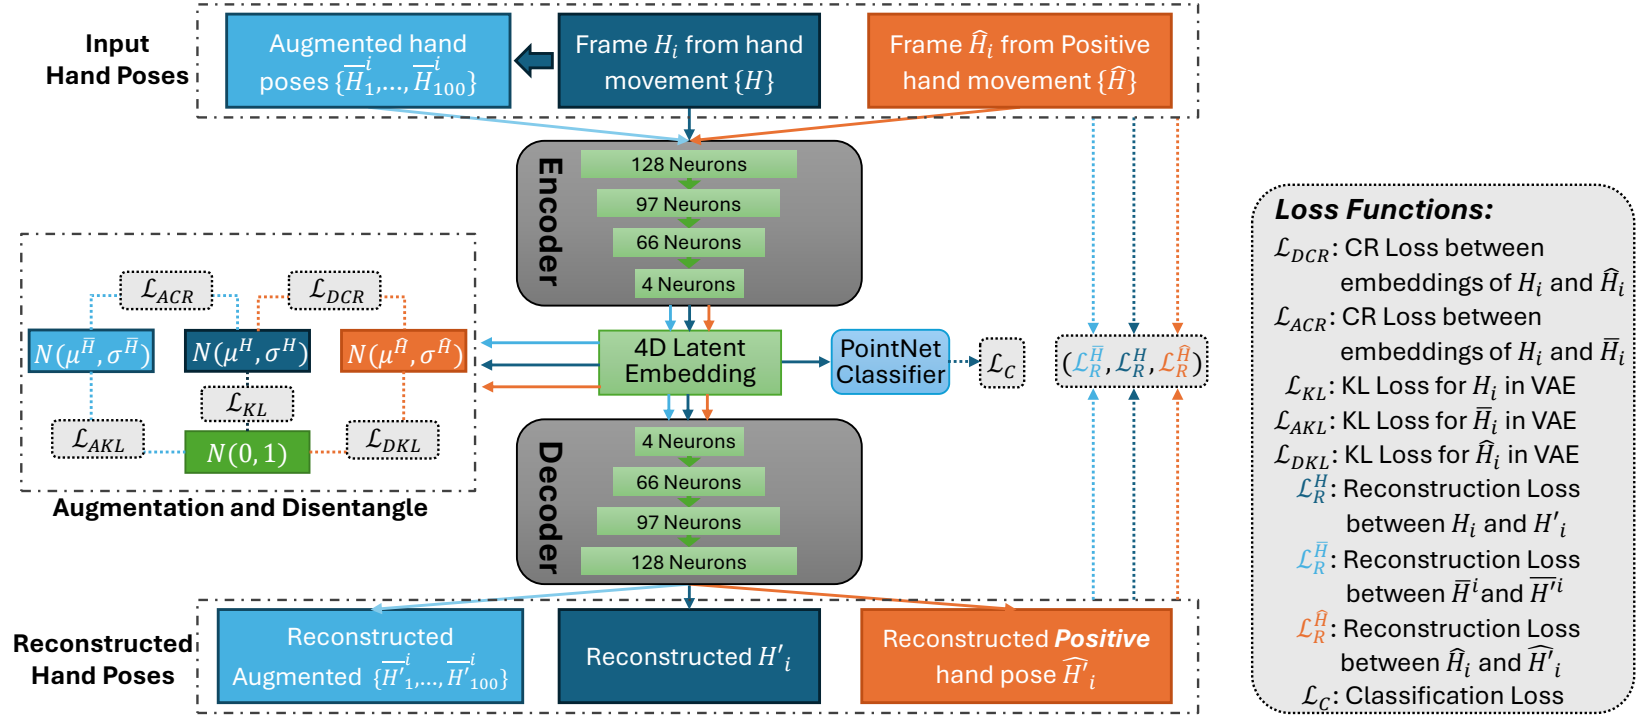 Input
Hand Poses
Augmented hand
poses {H̅₁ⁱ,…, H̅₁₀₀ⁱ}
Frame Hᵢ from hand
movement {H}
Frame Ĥᵢ from Positive
hand movement {Ĥ}
Encoder
128 Neurons
97 Neurons
66 Neurons
4 Neurons
ℒ_ACR
ℒ_DCR
N(μ^H̅, σ^H̅)
N(μ^H, σ^H)
N(μ^Ĥ, σ^Ĥ)
ℒ_KL
ℒ_AKL
N(0, 1)
ℒ_DKL
Augmentation and Disentangle
4D Latent
Embedding
PointNet
Classifier
ℒ_C
(ℒ_R^H̅, ℒ_R^H, ℒ_R^Ĥ)
Decoder
4 Neurons
66 Neurons
97 Neurons
128 Neurons
Reconstructed
Hand Poses
Reconstructed
Augmented {H̅'₁ⁱ,…, H̅'₁₀₀ⁱ}
Reconstructed H'ᵢ
Reconstructed Positive
hand pose Ĥ'ᵢ
Loss Functions:
ℒ_DCR: CR Loss between
embeddings of Hᵢ and Ĥᵢ
ℒ_ACR: CR Loss between
embeddings of Hᵢ and H̅ᵢ
ℒ_KL: KL Loss for Hᵢ in VAE
ℒ_AKL: KL Loss for H̅ᵢ in VAE
ℒ_DKL: KL Loss for Ĥᵢ in VAE
ℒ_R^H: Reconstruction Loss
between Hᵢ and H'ᵢ
ℒ_R^H̅: Reconstruction Loss
between H̅ⁱ and H̅'ⁱ
ℒ_R^Ĥ: Reconstruction Loss
between Ĥᵢ and Ĥ'ᵢ
ℒ_C: Classification Loss